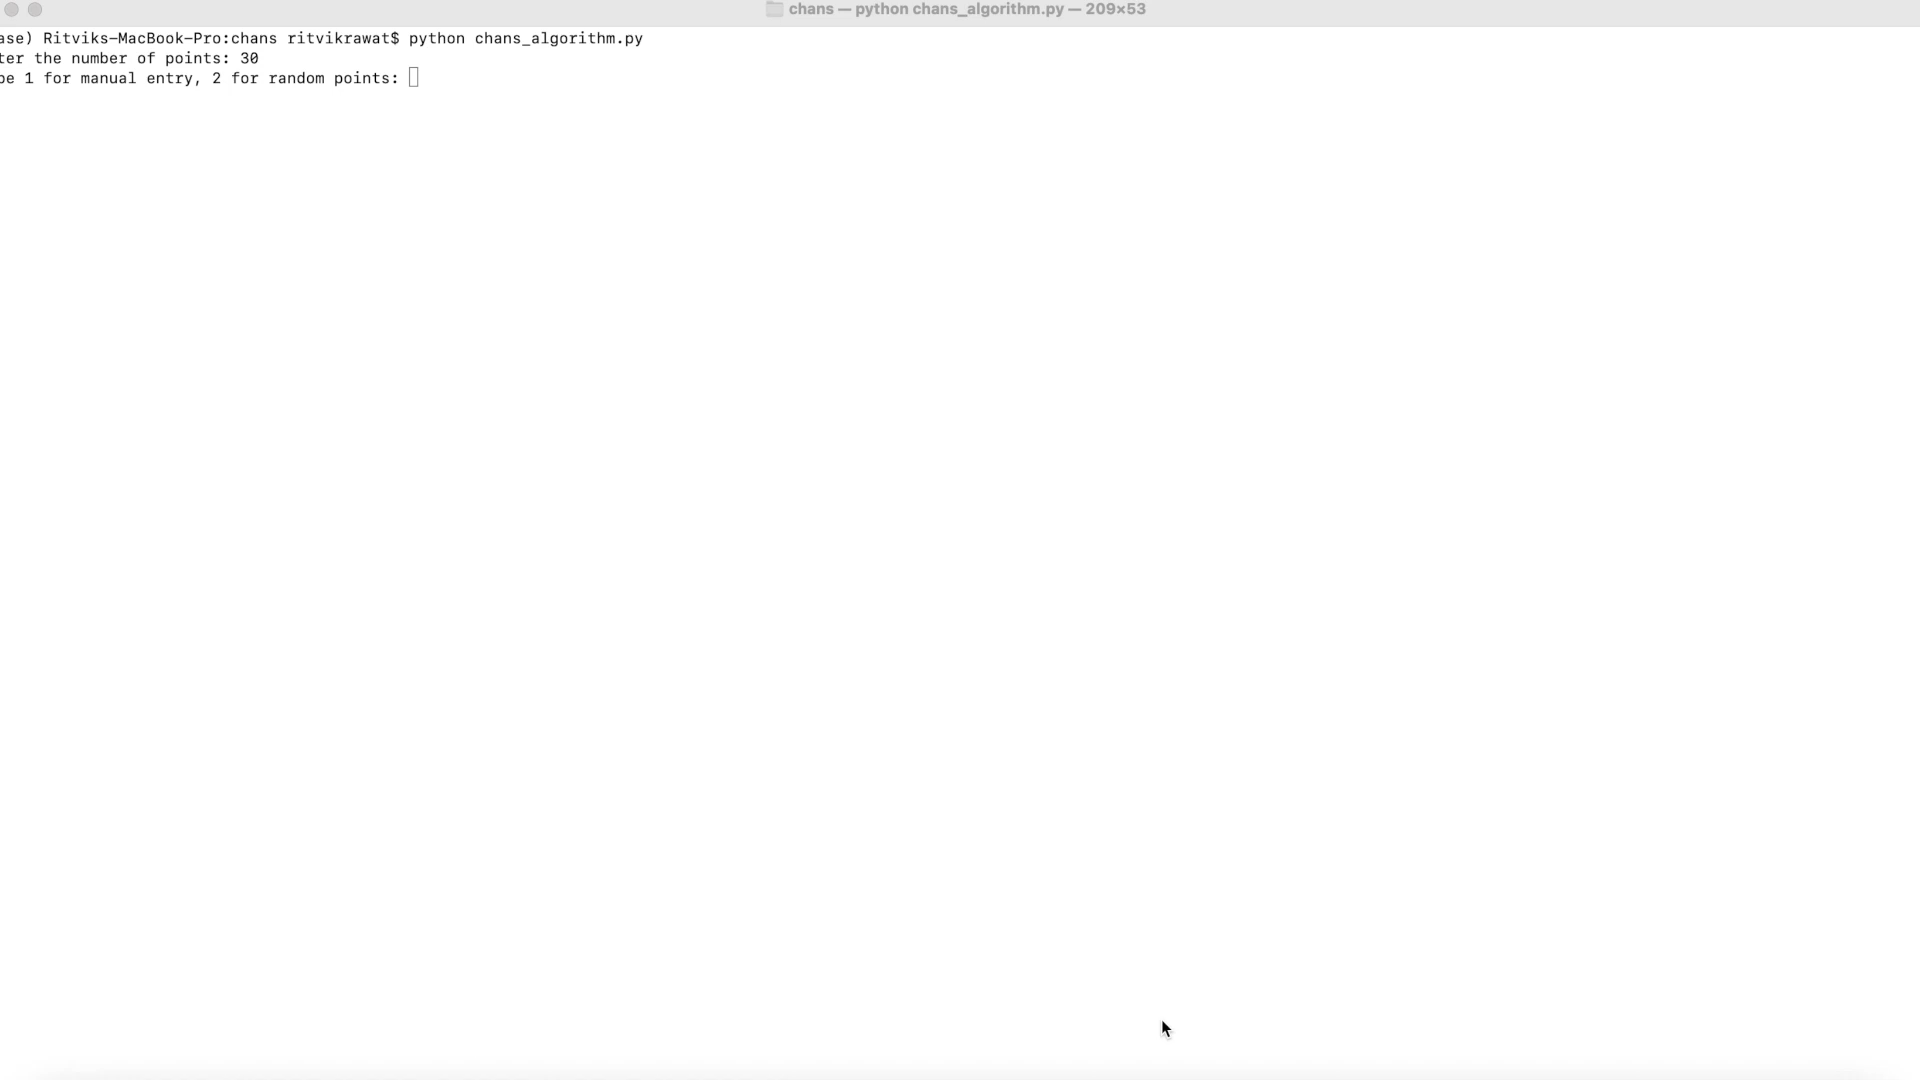 chans — python chans_algorithm.py — 209×53
ase) Ritviks-MacBook-Pro:chans ritvikrawat$ python chans_algorithm.py
ter the number of points: 30
pe 1 for manual entry, 2 for random points: